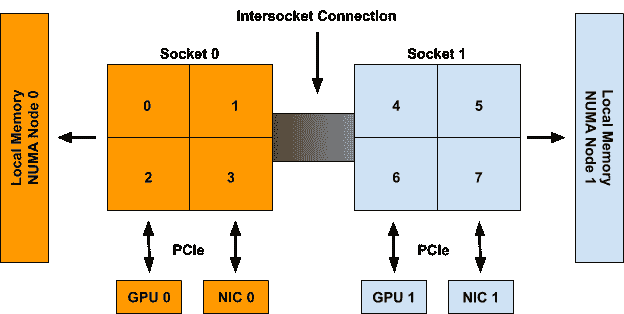 Intersocket Connection
Socket 0
Socket 1
Local Memory
NUMA Node 0
0
1
2
3
4
5
6
7
Local Memory
NUMA Node 1
PCIe
PCIe
GPU 0
NIC 0
GPU 1
NIC 1